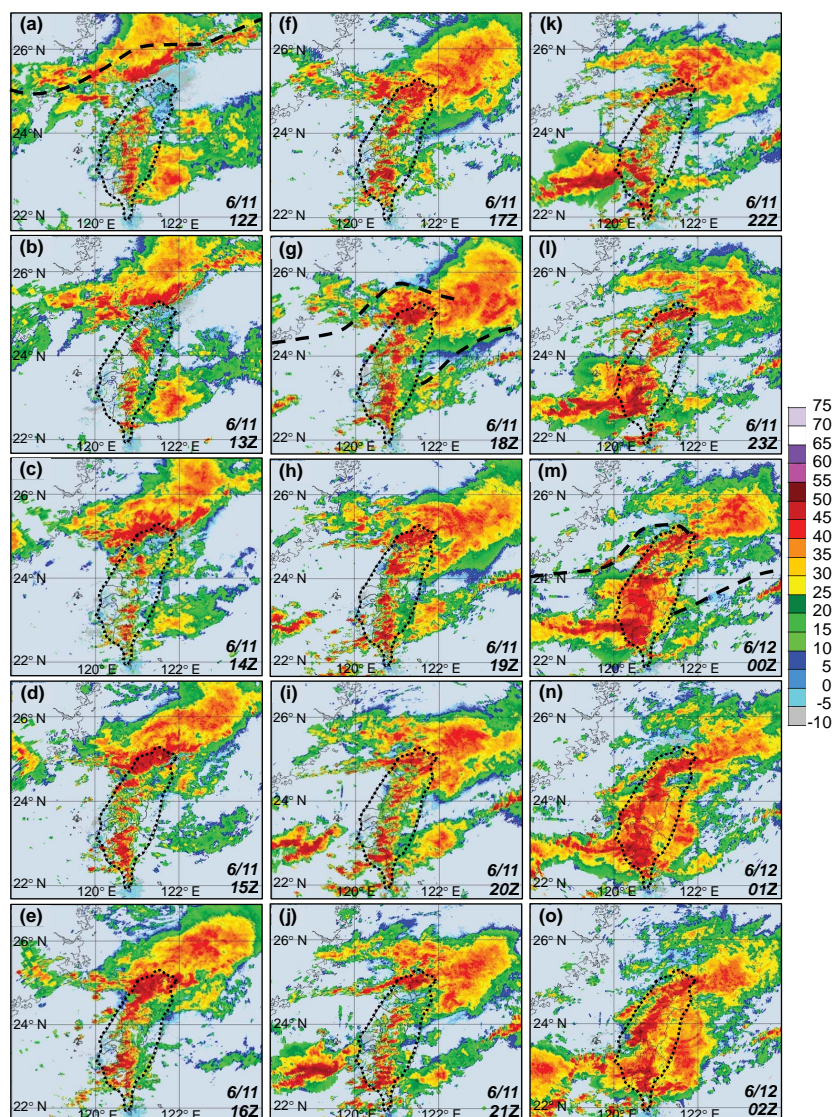 (a)
26° N
24° N
22° N
120° E
122°
6/11
12Z
(b)
26° N
24° N
22° N
120° E
122°
6/11
13Z
(c)
26° N
24° N
22° N
120° E
122°
6/11
14Z
(d)
26° N
24° N
22° N
120° E
122°
6/11
15Z
(e)
26° N
24° N
22° N
120° E
122°
6/11
16Z
(f)
26° N
24° N
22° N
120° E
122°
6/11
17Z
(g)
26° N
24° N
22° N
120° E
122°
6/11
18Z
(h)
26° N
24° N
22° N
120° E
122°
6/11
19Z
(i)
26° N
24° N
22° N
120° E
122°
6/11
20Z
(j)
26° N
24° N
22° N
120° E
122°
6/11
21Z
(k)
26° N
24° N
22° N
120° E
122°
6/11
22Z
(l)
26° N
24° N
22° N
120° E
122°
6/11
23Z
(m)
26° N
24° N
22° N
120° E
122°
6/12
00Z
(n)
26° N
24° N
22° N
120° E
122°
6/12
01Z
(o)
26° N
24° N
22° N
120° E
122°
6/12
02Z
75
70
65
60
55
50
45
40
35
30
25
20
15
10
5
0
-5
-10